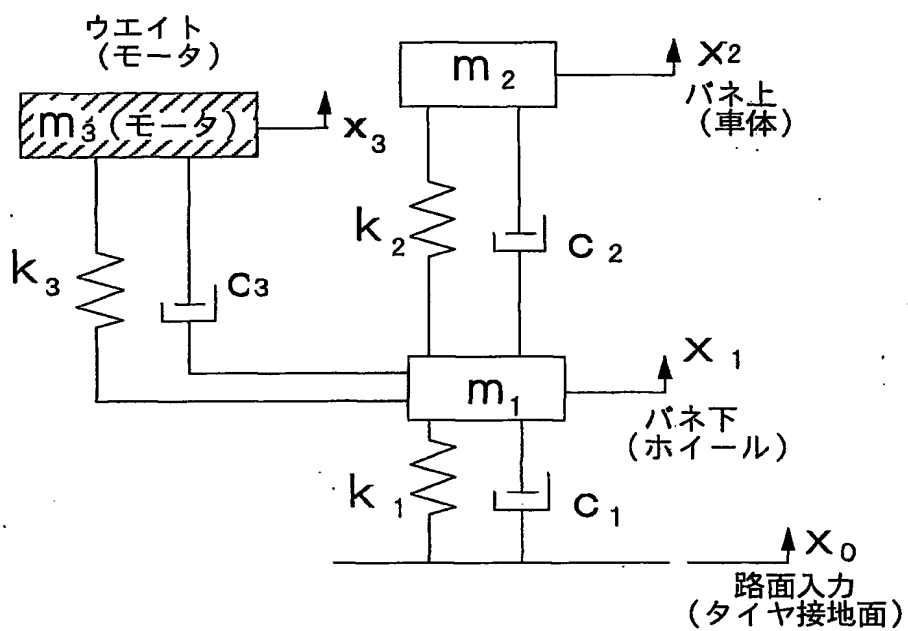 ウエイト
(モータ)
m3(モータ)
x3
m2
x2
バネ上
(車体)
k3
c3
k2
c2
m1
x1
バネ下
(ホイール)
k1
c1
x0
路面入力
(タイヤ接地面)